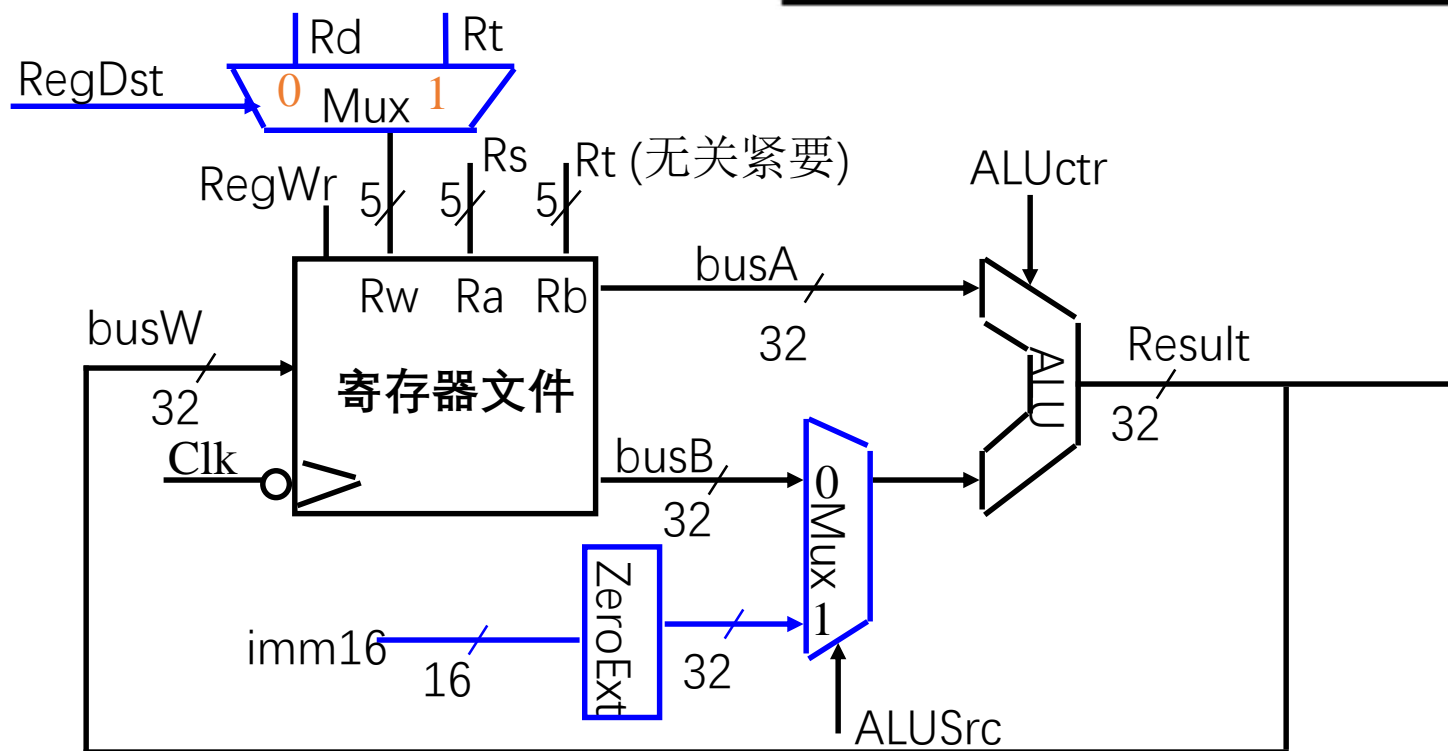 Rd
Rt
RegDst
0
Mux
1
RegWr
5
5
Rs
5
Rt (无关紧要)
ALUctr
Rw
Ra
Rb
busA
32
busW
32
寄存器文件
ALU
Result
32
Clk
busB
32
0
Mux
1
ZeroExt
imm16
16
32
ALUSrc